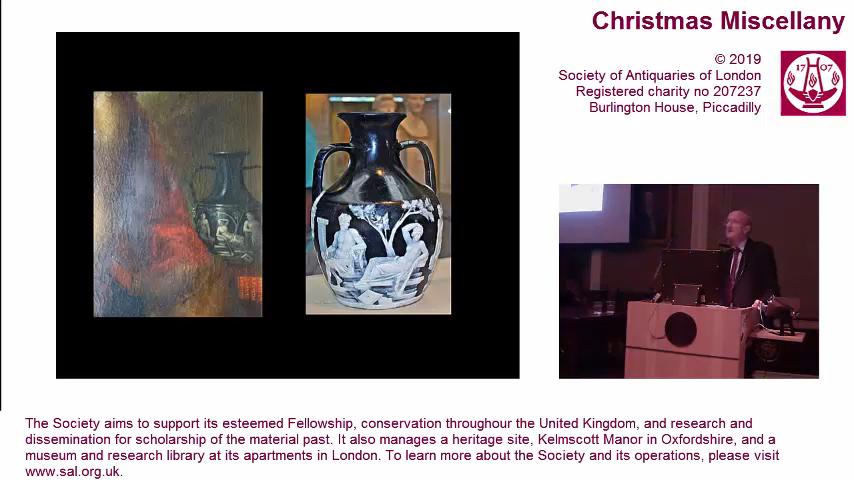 Christmas Miscellany
© 2019
Society of Antiquaries of London
Registered charity no 207237
Burlington House, Piccadilly
17 07
The Society aims to support its esteemed Fellowship, conservation throughour the United Kingdom, and research and
dissemination for scholarship of the material past. It also manages a heritage site, Kelmscott Manor in Oxfordshire, and a
museum and research library at its apartments in London. To learn more about the Society and its operations, please visit
www.sal.org.uk.